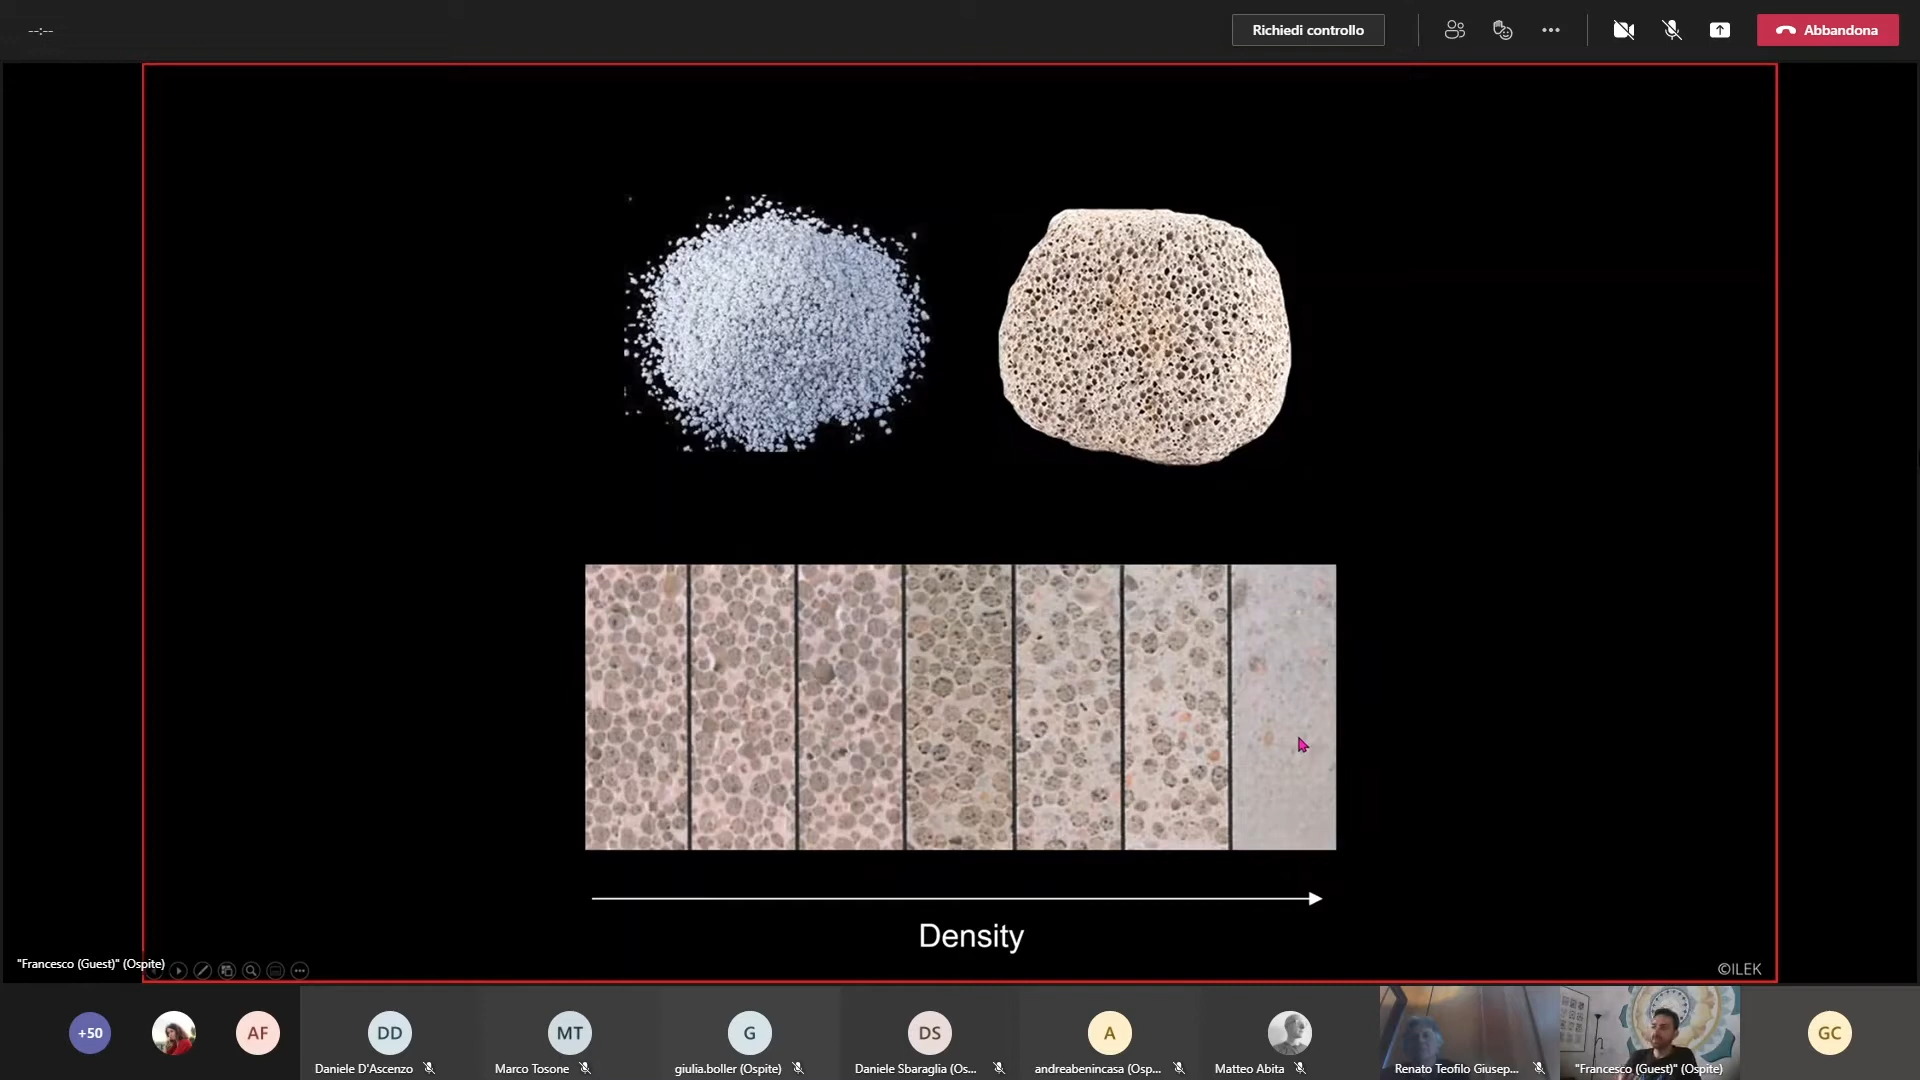 --:--
Richiedi controllo
Abbandona
Density
©ILEK
"Francesco (Guest)" (Ospite)
+50
AF
DD
MT
G
DS
A
GC
Daniele D'Ascenzo
Marco Tosone
giulia.boller (Ospite)
Daniele Sbaraglia (Os...
andreabenincasa (Osp...
Matteo Abita
Renato Teofilo Giusep...
"Francesco (Guest)" (Ospite)